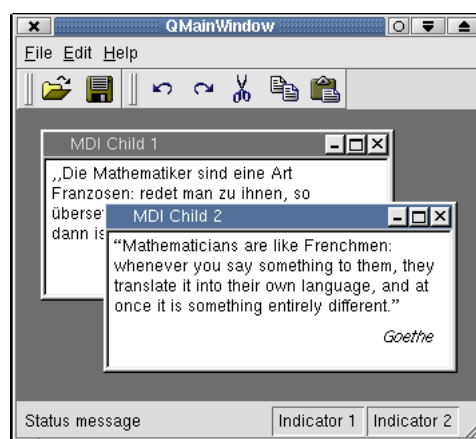 QMainWindow
File Edit Help
MDI Child 1
,,Die Mathematiker sind eine Art
Franzosen: redet man zu ihnen, so
überse
dann is
MDI Child 2
“Mathematicians are like Frenchmen:
whenever you say something to them, they
translate it into their own language, and at
once it is something entirely different.”
Goethe
Status message
Indicator 1
Indicator 2